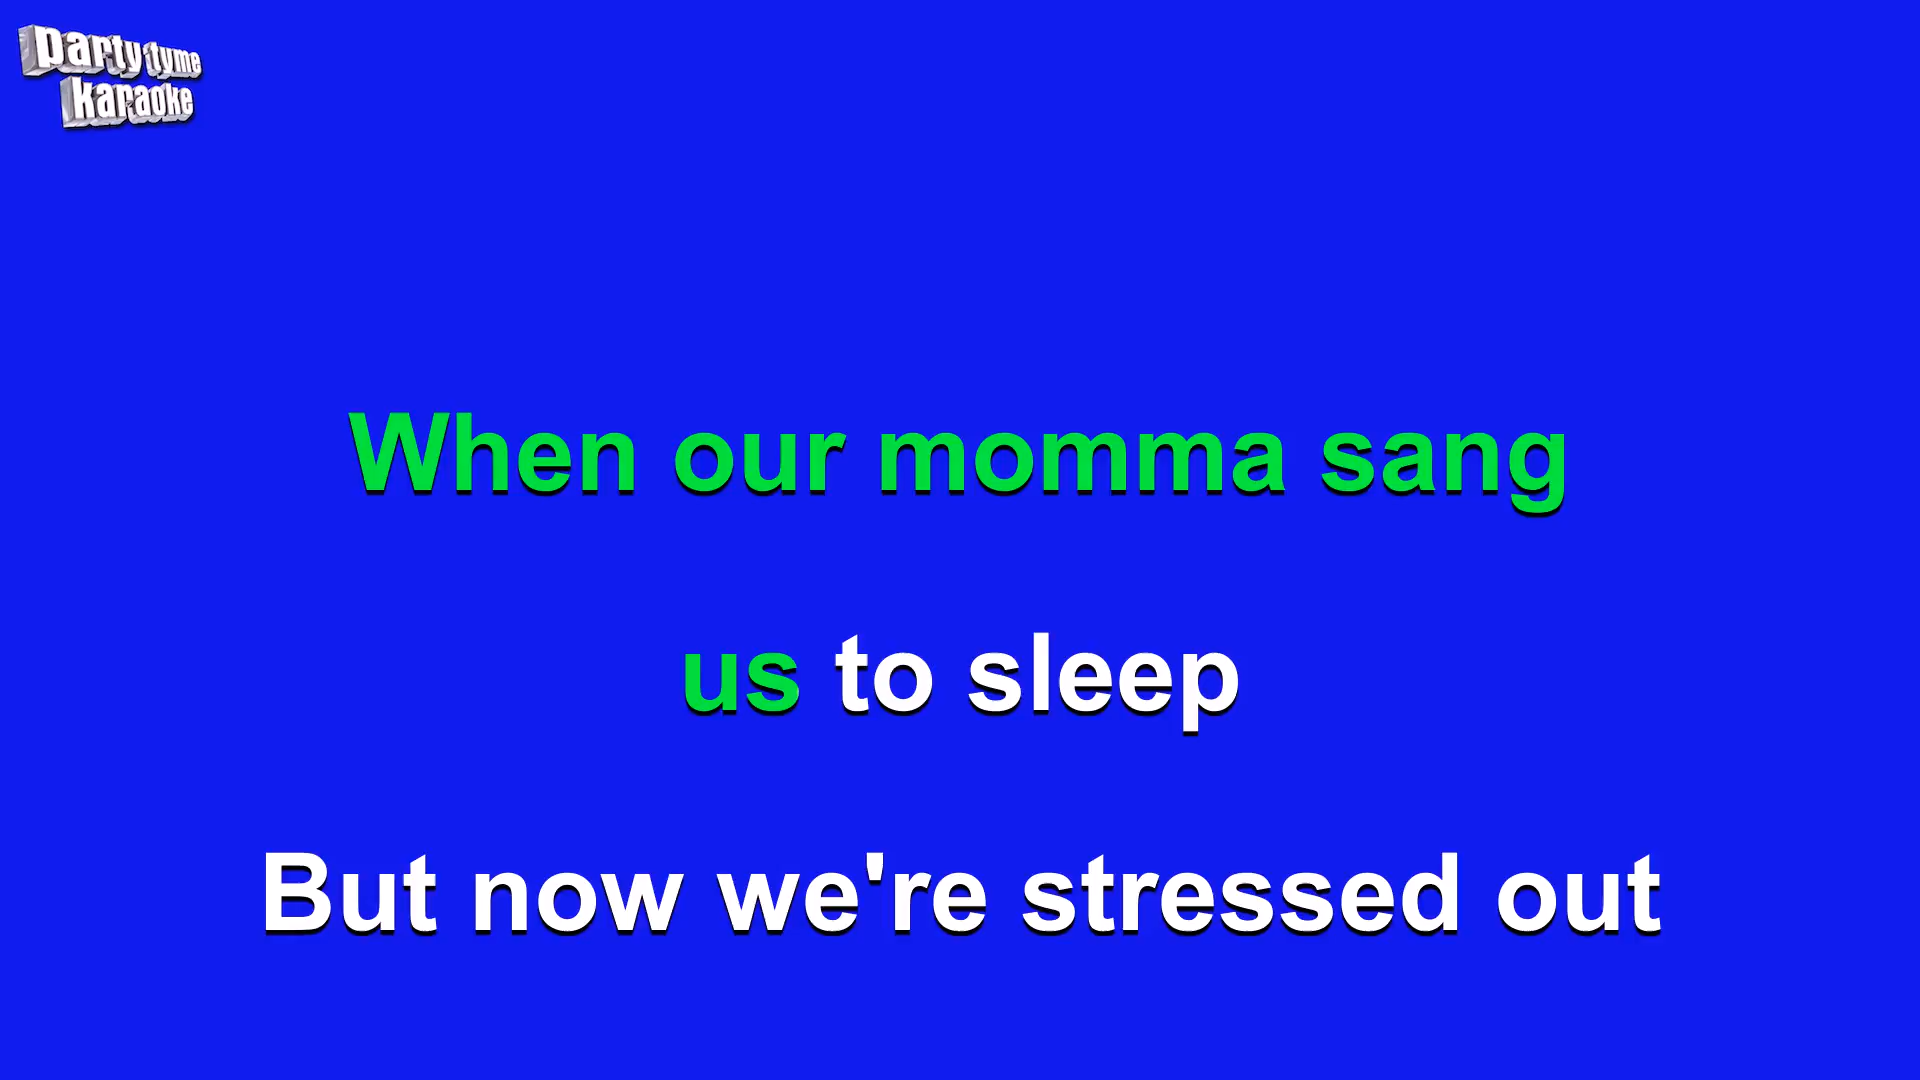 party tyme
karaoke
When our momma sang
us to sleep
But now we're stressed out